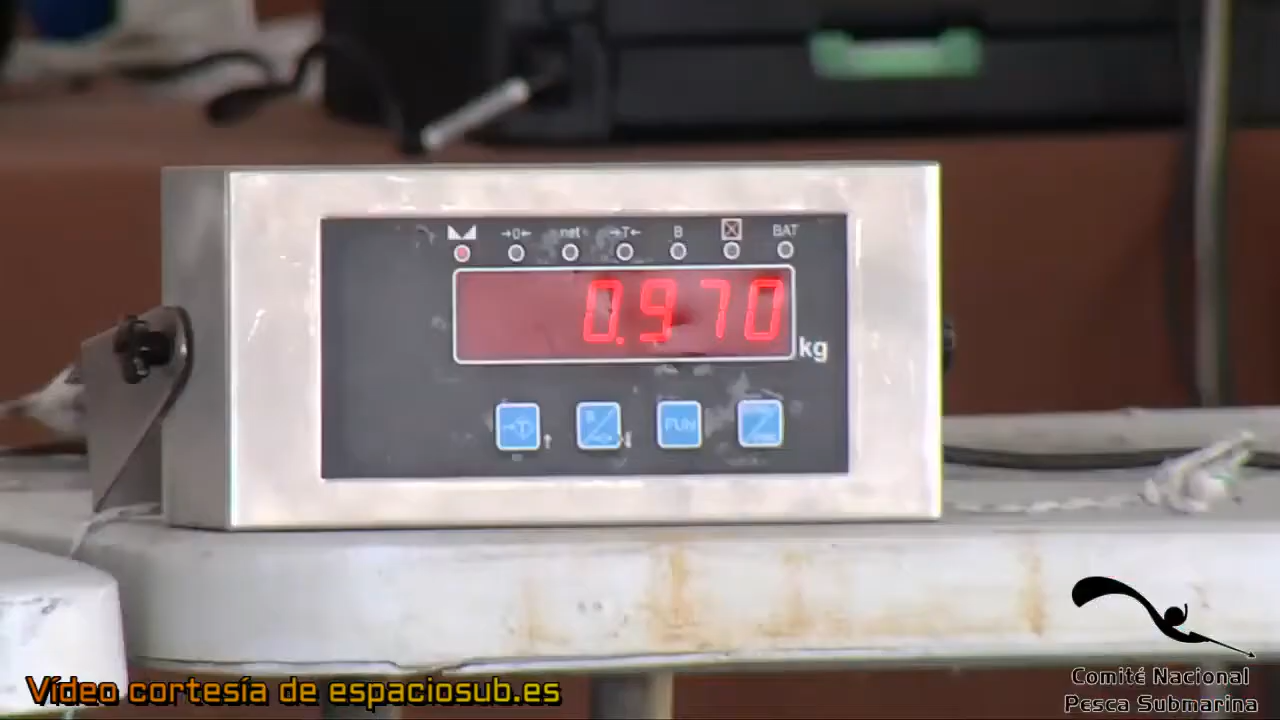 →0← net →T← B BAT
0.970
kg
→T FUN
Vídeo cortesía de espaciosub.es
Comité Nacional
Pesca Submarina